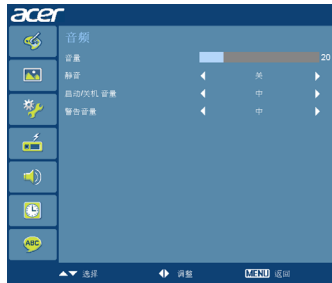 acer
音频
音量 20
静音 关
启动/关机 音量 中
警告音量 中
ABC
选择 调整 MENU 返回